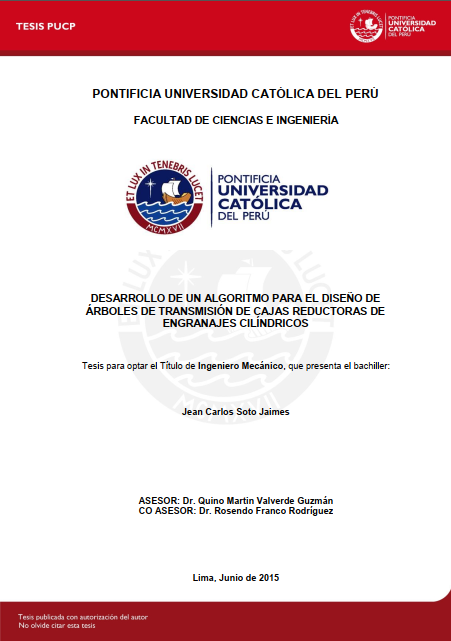 TESIS PUCP
PONTIFICIA
UNIVERSIDAD
CATÓLICA
DEL PERÚ
PONTIFICIA UNIVERSIDAD CATÓLICA DEL PERÚ
FACULTAD DE CIENCIAS E INGENIERÍA
ET LUX IN TENEBRIS LUCET
MCMXVII
PONTIFICIA
UNIVERSIDAD
CATÓLICA
DEL PERÚ
DESARROLLO DE UN ALGORITMO PARA EL DISEÑO DE
ÁRBOLES DE TRANSMISIÓN DE CAJAS REDUCTORAS DE
ENGRANAJES CILÍNDRICOS
Tesis para optar el Título de Ingeniero Mecánico, que presenta el bachiller:
Jean Carlos Soto Jaimes
ASESOR: Dr. Quino Martin Valverde Guzmán
CO ASESOR: Dr. Rosendo Franco Rodríguez
Lima, Junio de 2015
Tesis publicada con autorización del autor
No olvide citar esta tesis